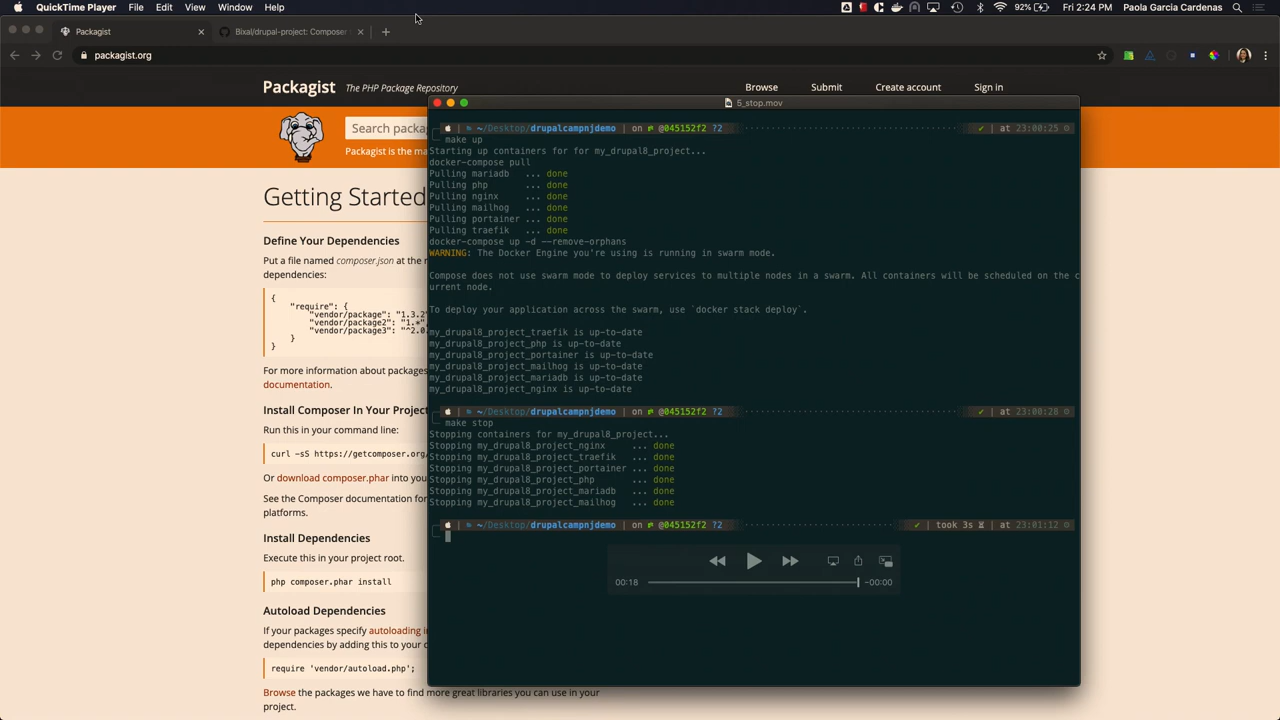 QuickTime Player File Edit View Window Help 92% Fri 2:24 PM Paola Garcia Cardenas
Packagist
Bixal/drupal-project: Composer
packagist.org
Packagist The PHP Package Repository
Browse Submit Create account Sign in
Search packa
Packagist is the ma
Getting Started
Define Your Dependencies
Put a file named composer.json at the
dependencies:
{
"require": {
"vendor/package": "1.3.2"
"vendor/package2": "1.*",
"vendor/package3": "^2.0.
}
}
For more information about packages
documentation.
Install Composer In Your Project
Run this in your command line:
curl -sS https://getcomposer.org/
Or download composer.phar into you
See the Composer documentation for
platforms.
Install Dependencies
Execute this in your project root.
php composer.phar install
Autoload Dependencies
If your packages specify autoloading in
dependencies by adding this to your c
require 'vendor/autoload.php';
Browse the packages we have to find more great libraries you can use in your
project.
5_stop.mov
~/Desktop/drupalcampnjdemo | on @045152f2 ?2 ✓ | at 23:00:25
make up
Starting up containers for for my_drupal8_project...
docker-compose pull
Pulling mariadb ... done
Pulling php ... done
Pulling nginx ... done
Pulling mailhog ... done
Pulling portainer ... done
Pulling traefik ... done
docker-compose up -d --remove-orphans
WARNING: The Docker Engine you're using is running in swarm mode.
Compose does not use swarm mode to deploy services to multiple nodes in a swarm. All containers will be scheduled on the c
urrent node.
To deploy your application across the swarm, use `docker stack deploy`.
my_drupal8_project_traefik is up-to-date
my_drupal8_project_php is up-to-date
my_drupal8_project_portainer is up-to-date
my_drupal8_project_mailhog is up-to-date
my_drupal8_project_mariadb is up-to-date
my_drupal8_project_nginx is up-to-date
~/Desktop/drupalcampnjdemo | on @045152f2 ?2 ✓ | at 23:00:28
make stop
Stopping containers for my_drupal8_project...
Stopping my_drupal8_project_nginx ... done
Stopping my_drupal8_project_traefik ... done
Stopping my_drupal8_project_portainer ... done
Stopping my_drupal8_project_php ... done
Stopping my_drupal8_project_mariadb ... done
Stopping my_drupal8_project_mailhog ... done
~/Desktop/drupalcampnjdemo | on @045152f2 ?2 ✓ | took 3s | at 23:01:12
00:18 -00:00